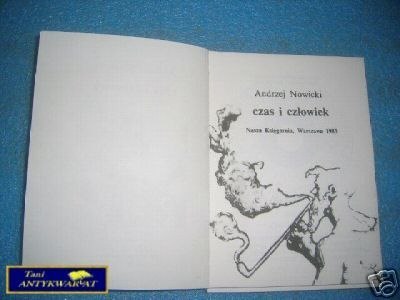 Andrzej Nowicki
czas i człowiek
Nasza Księgarnia, Warszawa 1983
Tani
ANTYKWARIAT